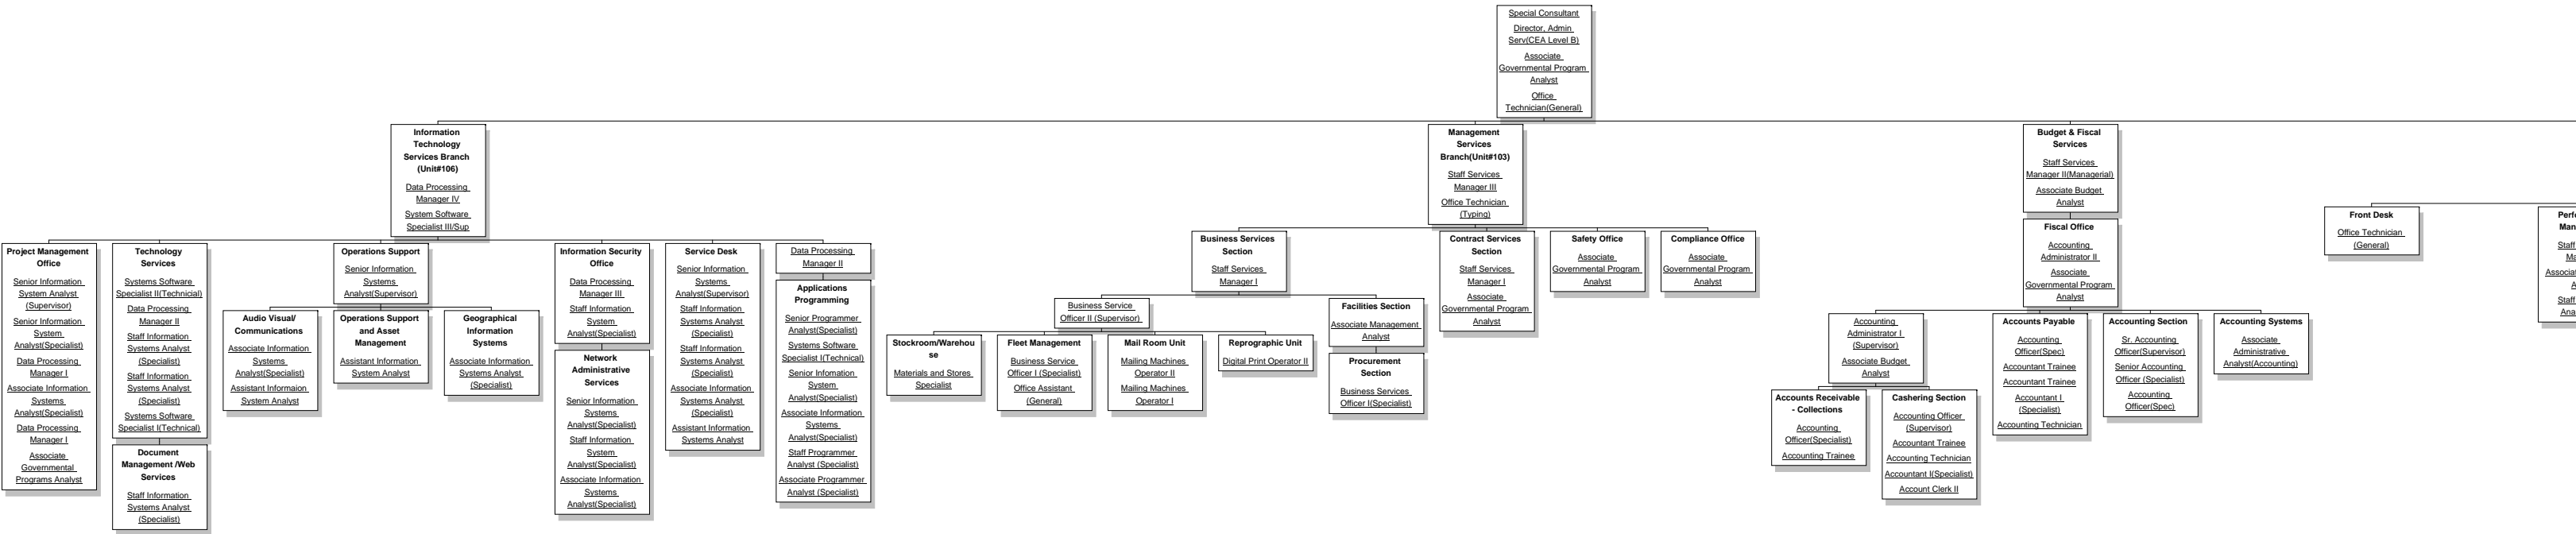 Special Consultant
Director, Admin
Serv(CEA Level B)
Associate
Governmental Program
Analyst
Office
Technician(General)
Information
Technology
Services Branch
(Unit#106)
Data Processing
Manager IV
System Software
Specialist III/Sup
Management
Services
Branch(Unit#103)
Staff Services
Manager III
Office Technician
(Typing)
Budget & Fiscal
Services
Staff Services
Manager II(Managerial)
Associate Budget
Analyst
Project Management
Office
Senior Information
System Analyst
(Supervisor)
Senior Information
System
Analyst(Specialist)
Data Processing
Manager I
Associate Information
Systems
Analyst(Specialist)
Data Processing
Manager I
Associate
Governmental
Programs Analyst
Technology
Services
Systems Software
Specialist II(Technicial)
Data Processing
Manager II
Staff Information
Systems Analyst
(Specialist)
Staff Information
Systems Analyst
(Specialist)
Systems Software
Specialist I(Technical)
Document
Management /Web
Services
Staff Information
Systems Analyst
(Specialist)
Operations Support
Senior Information
Systems
Analyst(Supervisor)
Audio Visual/
Communications
Associate Information
Systems
Analyst(Specialist)
Assistant Information
System Analyst
Operations Support
and Asset
Management
Assistant Information
System Analyst
Geographical
Information
Systems
Associate Information
Systems Analyst
(Specialist)
Information Security
Office
Data Processing
Manager III
Staff Information
System
Analyst(Specialist)
Network
Administrative
Services
Senior Information
Systems
Analyst(Specialist)
Staff Information
System
Analyst(Specialist)
Associate Information
Systems
Analyst(Specialist)
Service Desk
Senior Information
Systems
Analyst(Supervisor)
Staff Information
Systems Analyst
(Specialist)
Staff Information
Systems Analyst
(Specialist)
Associate Information
Systems Analyst
(Specialist)
Assistant Information
Systems Analyst
Data Processing
Manager II
Applications
Programming
Senior Programmer
Analyst(Specialist)
Systems Software
Specialist I(Technical)
Senior Infomation
System
Analyst(Specialist)
Associate Information
Systems
Analyst(Specialist)
Staff Programmer
Analyst (Specialist)
Associate Programmer
Analyst (Specialist)
Business Services
Section
Staff Services
Manager I
Business Service
Officer II (Supervisor)
Stockroom/Warehou
se
Materials and Stores
Specialist
Fleet Management
Business Service
Officer I (Specialist)
Office Assistant
(General)
Mail Room Unit
Mailing Machines
Operator II
Mailing Machines
Operator I
Reprographic Unit
Digital Print Operator II
Facilities Section
Associate Management
Analyst
Procurement
Section
Business Services
Officer I(Specialist)
Contract Services
Section
Staff Services
Manager I
Associate
Governmental Program
Analyst
Safety Office
Associate
Governmental Program
Analyst
Compliance Office
Associate
Governmental Program
Analyst
Fiscal Office
Accounting
Administrator II
Associate
Governmental Program
Analyst
Accounting
Administrator I
(Supervisor)
Associate Budget
Analyst
Accounts Receivable
- Collections
Accounting
Officer(Specialist)
Accounting Trainee
Cashering Section
Accounting Officer
(Supervisor)
Accountant Trainee
Accounting Technician
Accountant I(Specialist)
Account Clerk II
Accounts Payable
Accounting
Officer(Spec)
Accountant Trainee
Accountant Trainee
Accountant I
(Specialist)
Accounting Technician
Accounting Section
Sr. Accounting
Officer(Supervisor)
Senior Accounting
Officer (Specialist)
Accounting
Officer(Spec)
Accounting Systems
Associate
Administrative
Analyst(Accounting)
Front Desk
Office Technician
(General)